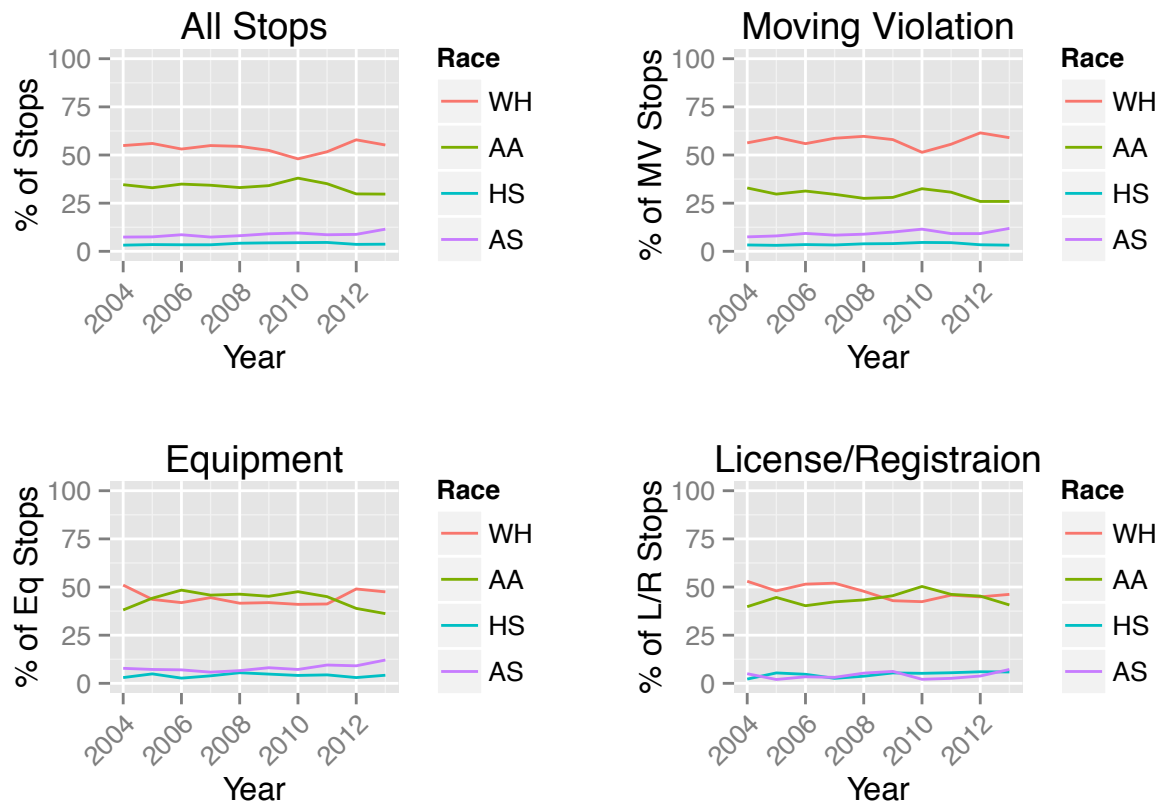 All Stops
% of Stops
100
75
50
25
0
2004
2006
2008
2010
2012
Year
Race
WH
AA
HS
AS
Moving Violation
% of MV Stops
100
75
50
25
0
2004
2006
2008
2010
2012
Year
Race
WH
AA
HS
AS
Equipment
% of Eq Stops
100
75
50
25
0
2004
2006
2008
2010
2012
Year
Race
WH
AA
HS
AS
License/Registraion
% of L/R Stops
100
75
50
25
0
2004
2006
2008
2010
2012
Year
Race
WH
AA
HS
AS